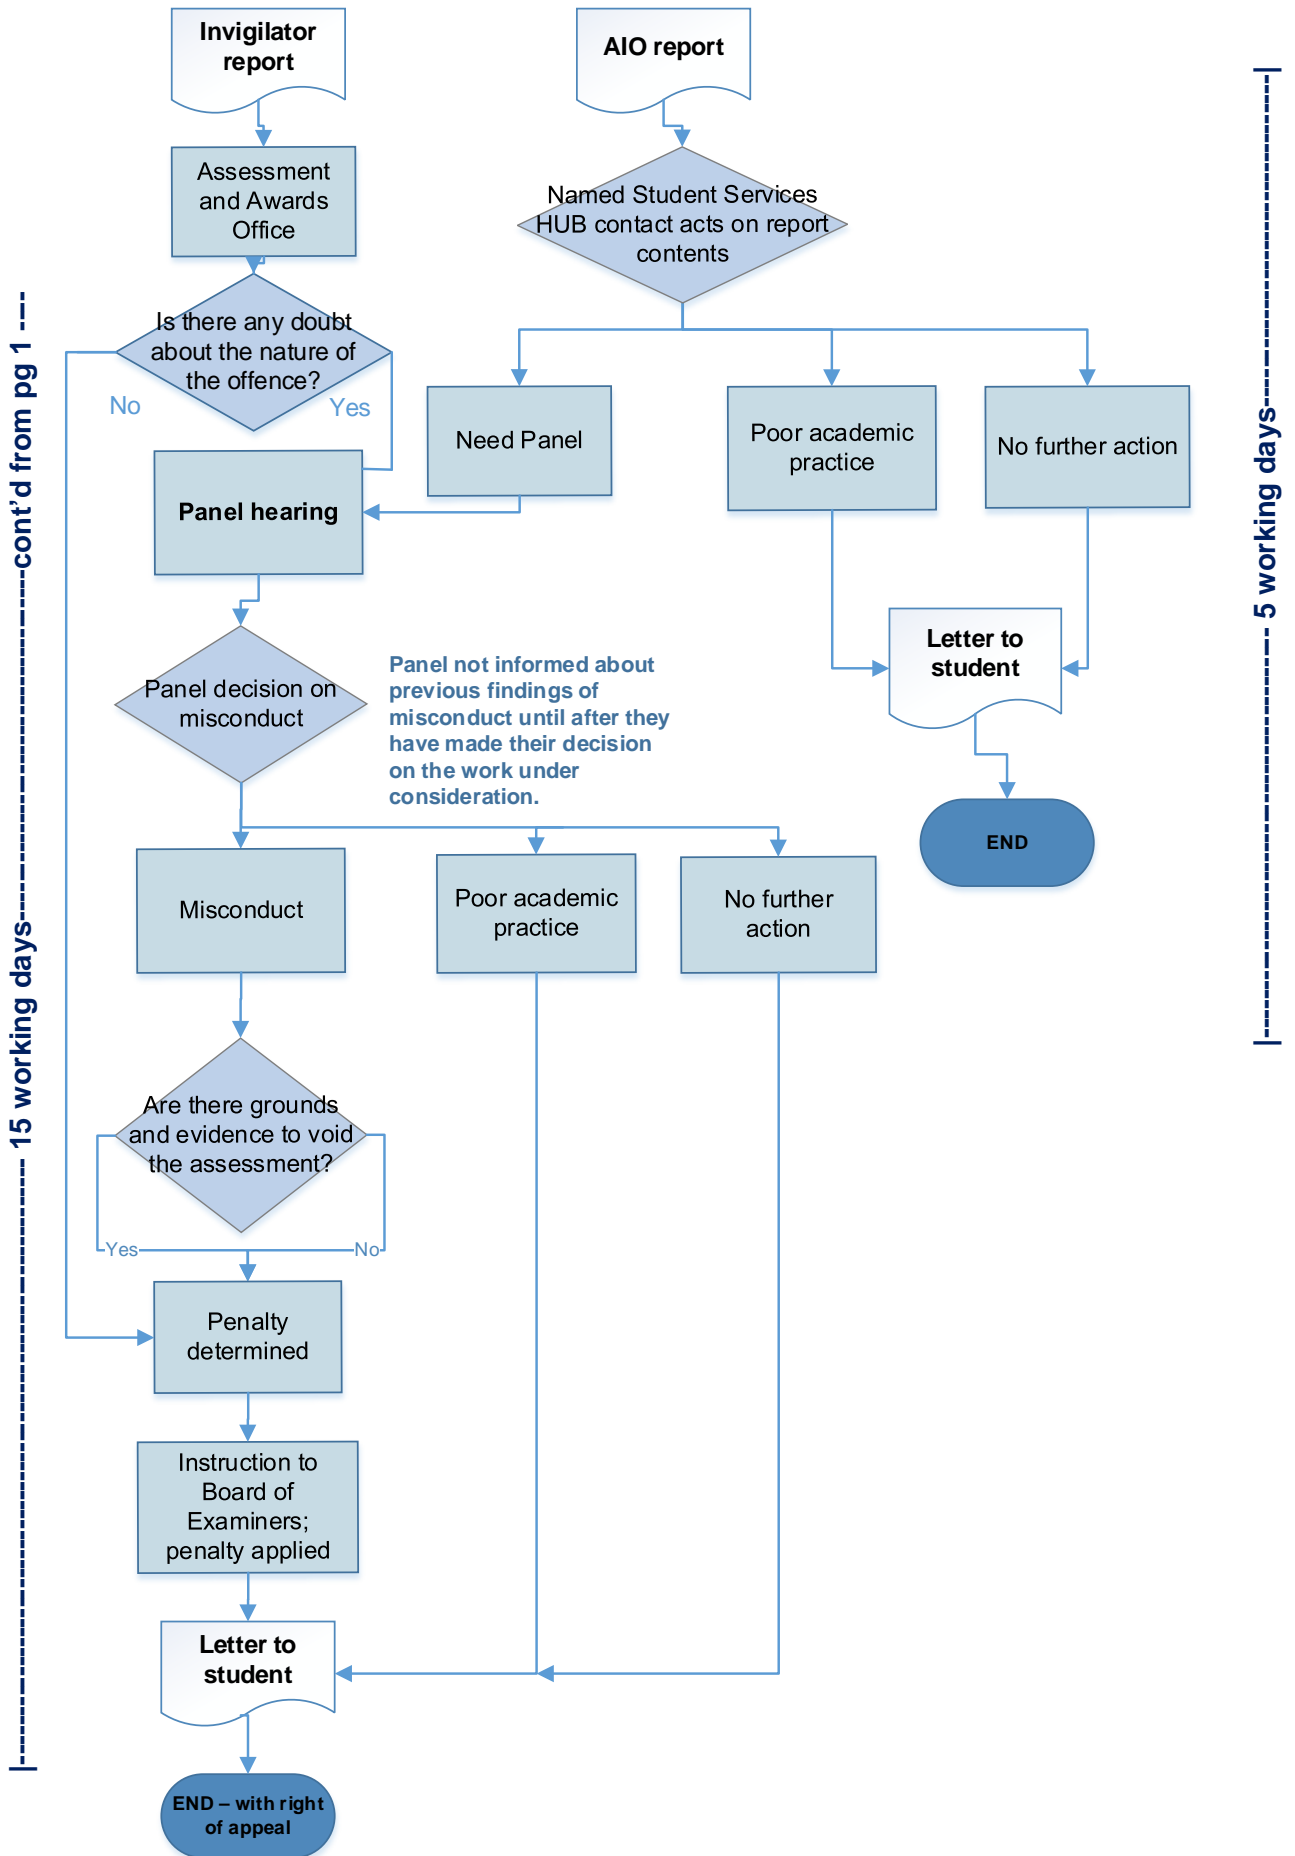 Invigilator
report
AIO report
Assessment
and Awards
Office
Named Student Services
HUB contact acts on report
contents
Is there any doubt
about the nature of
the offence?
No
Yes
Need Panel
Poor academic
practice
No further action
Panel hearing
Letter to
student
END
Panel decision on
misconduct
Panel not informed about
previous findings of
misconduct until after they
have made their decision
on the work under
consideration.
Misconduct
Poor academic
practice
No further
action
Are there grounds
and evidence to void
the assessment?
Yes
No
Penalty
determined
Instruction to
Board of
Examiners;
penalty applied
Letter to
student
END – with right
of appeal
15 working days
cont'd from pg 1
5 working days